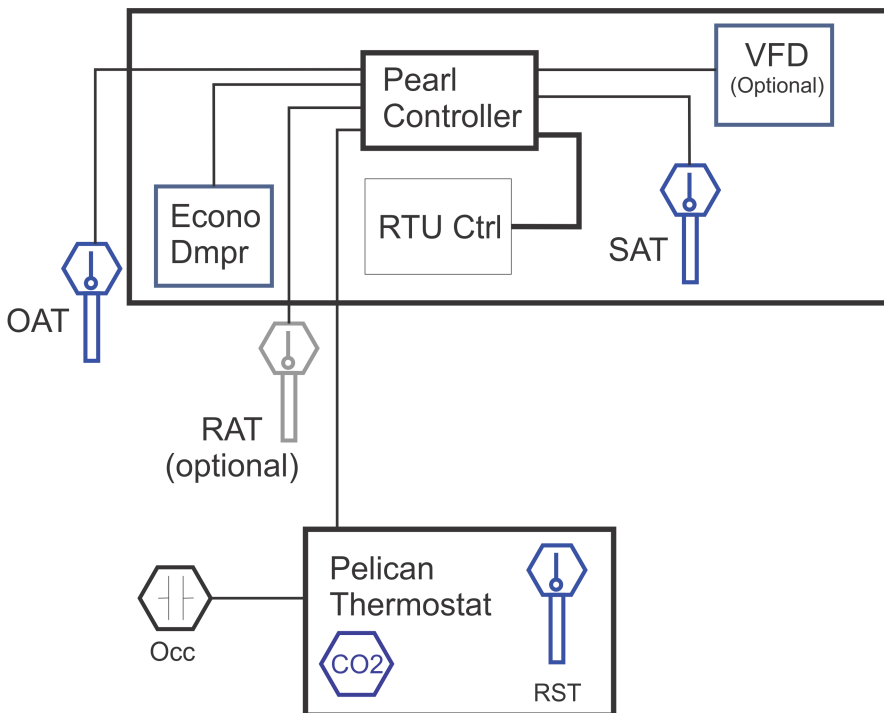 Pearl
Controller
VFD
(Optional)
Econo
Dmpr
RTU Ctrl
SAT
OAT
RAT
(optional)
Pelican
Thermostat
CO2
Occ
RST